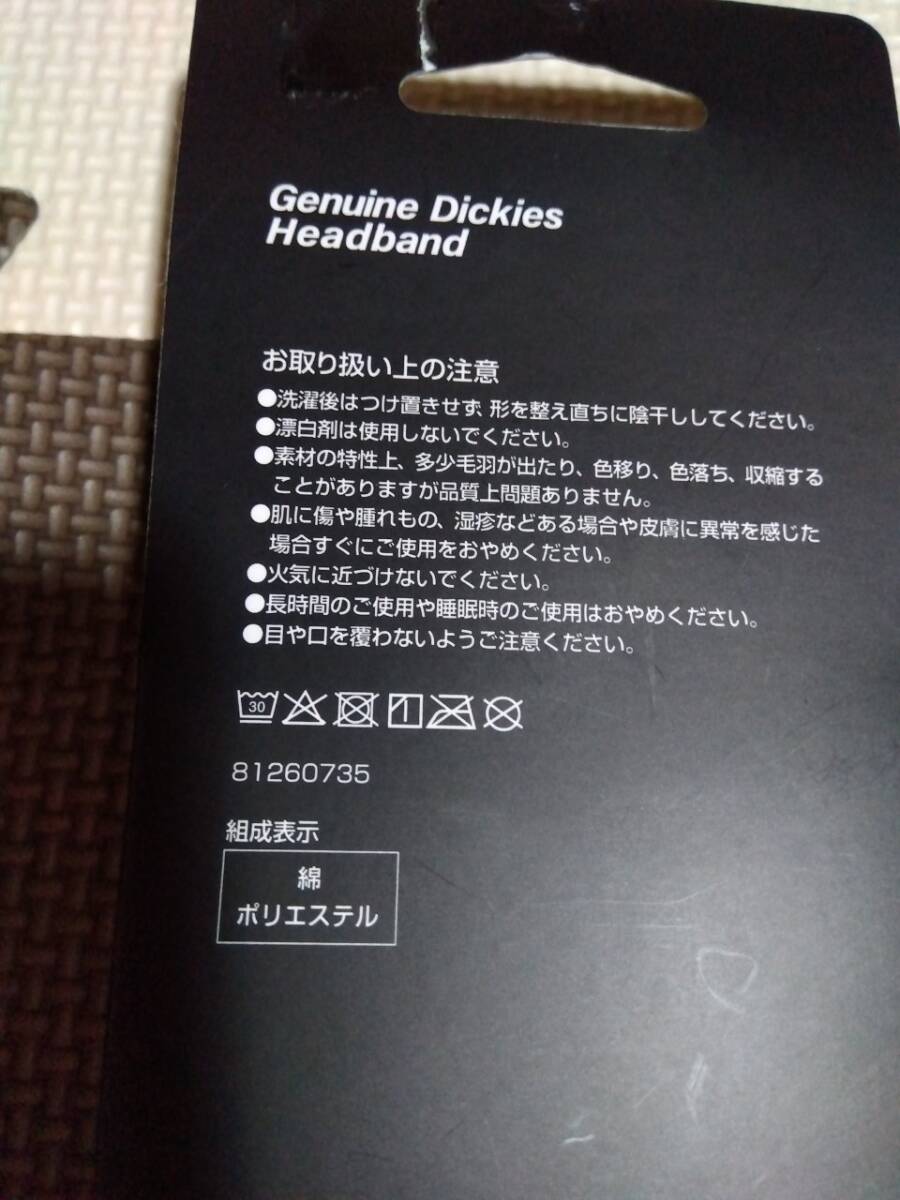 Genuine Dickies
Headband
お取り扱い上の注意
●洗濯後はつけ置きせず、形を整え直ちに陰干ししてください。
●漂白剤は使用しないでください。
●素材の特性上、多少毛羽が出たり、色移り、色落ち、収縮する
ことがありますが品質上問題ありません。
●肌に傷や腫れもの、湿疹などある場合や皮膚に異常を感じた
場合すぐにご使用をおやめください。
●火気に近づけないでください。
●長時間のご使用や睡眠時のご使用はおやめください。
●目や口を覆わないようご注意ください。
30
81260735
組成表示
綿
ポリエステル